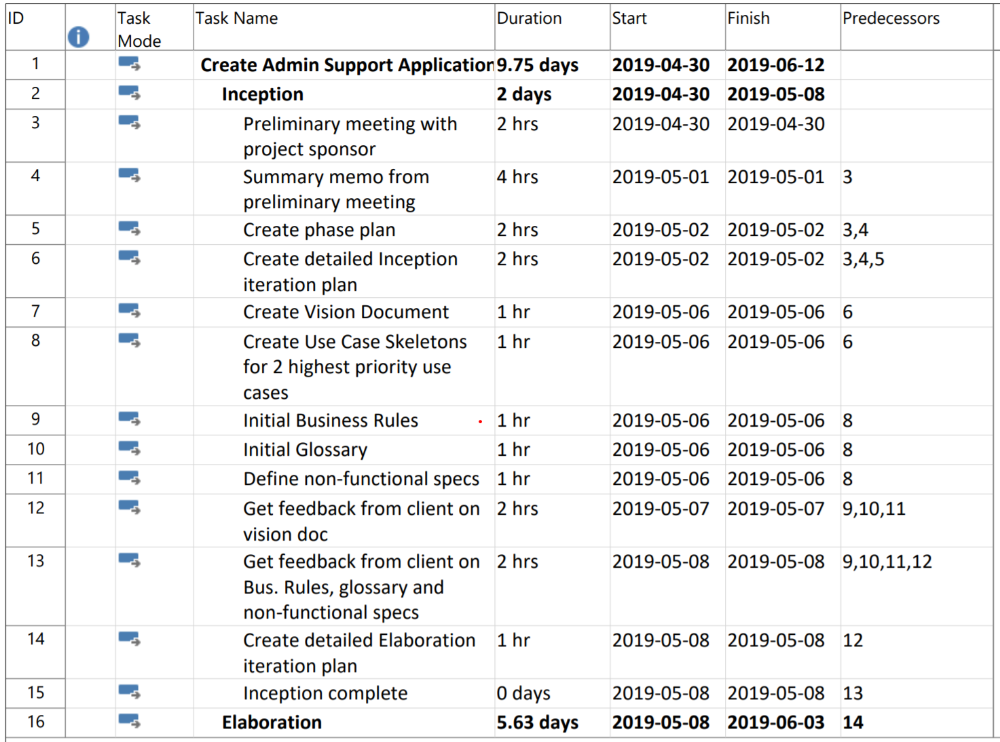 ID Task Mode Task Name Duration Start Finish Predecessors
1 Create Admin Support Application 9.75 days 2019-04-30 2019-06-12
2 Inception 2 days 2019-04-30 2019-05-08
3 Preliminary meeting with 2 hrs 2019-04-30 2019-04-30
project sponsor
4 Summary memo from 4 hrs 2019-05-01 2019-05-01 3
preliminary meeting
5 Create phase plan 2 hrs 2019-05-02 2019-05-02 3,4
6 Create detailed Inception 2 hrs 2019-05-02 2019-05-02 3,4,5
iteration plan
7 Create Vision Document 1 hr 2019-05-06 2019-05-06 6
8 Create Use Case Skeletons 1 hr 2019-05-06 2019-05-06 6
for 2 highest priority use
cases
9 Initial Business Rules 1 hr 2019-05-06 2019-05-06 8
10 Initial Glossary 1 hr 2019-05-06 2019-05-06 8
11 Define non-functional specs 1 hr 2019-05-06 2019-05-06 8
12 Get feedback from client on 2 hrs 2019-05-07 2019-05-07 9,10,11
vision doc
13 Get feedback from client on 2 hrs 2019-05-08 2019-05-08 9,10,11,12
Bus. Rules, glossary and
non-functional specs
14 Create detailed Elaboration 1 hr 2019-05-08 2019-05-08 12
iteration plan
15 Inception complete 0 days 2019-05-08 2019-05-08 13
16 Elaboration 5.63 days 2019-05-08 2019-06-03 14